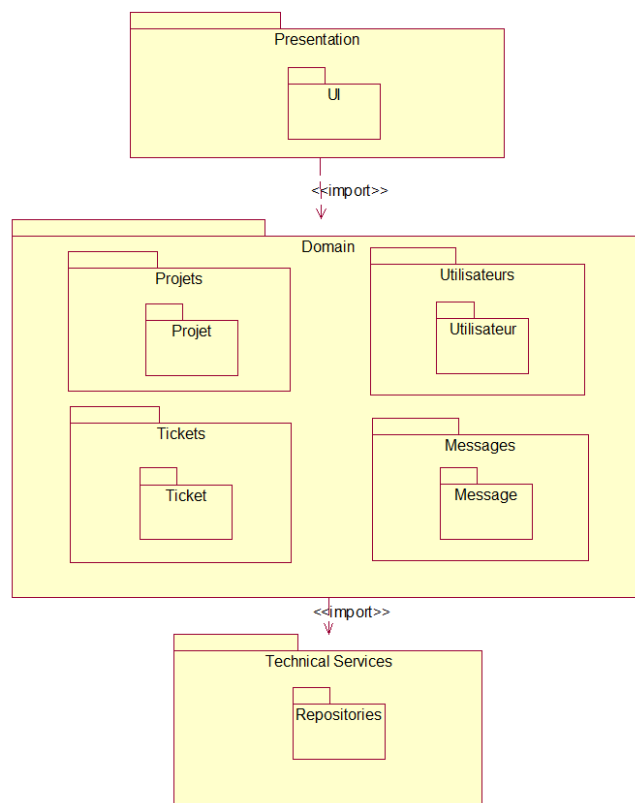 Presentation
UI
<<import>>
Domain
Projets
Utilisateurs
Projet
Utilisateur
Tickets
Messages
Ticket
Message
<<import>>
Technical Services
Repositories